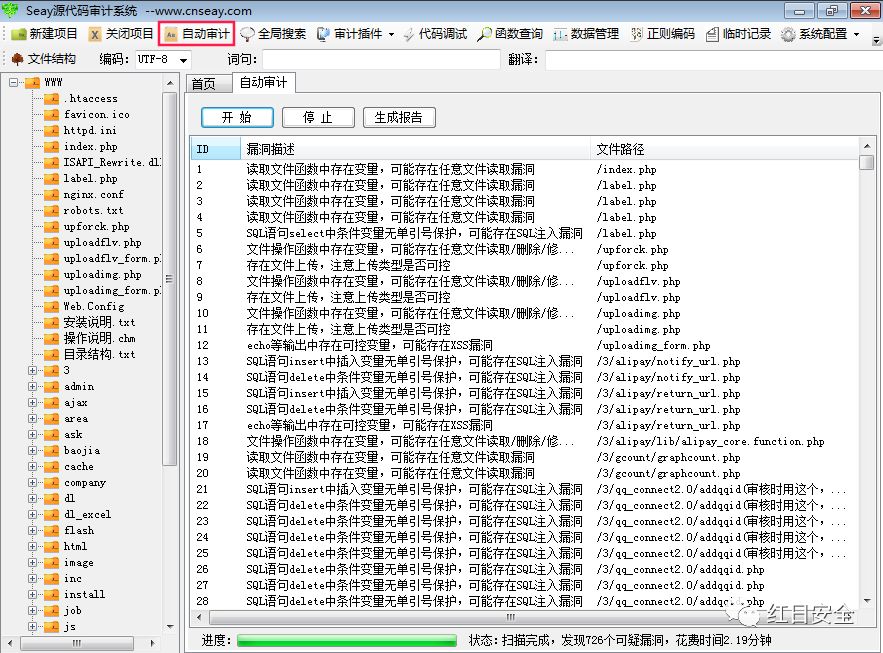 Seay源代码审计系统 --www.cnseay.com
新建项目 关闭项目 自动审计 全局搜索 审计插件 代码调试 函数查询 数据管理 正则编码 临时记录 系统配置
文件结构 编码: UTF-8 词句: 翻译:
首页 自动审计
开 始 停 止 生成报告
WWW
.htaccess
favicon.ico
httpd.ini
index.php
ISAPI_Rewrite.dl
label.php
nginx.conf
robots.txt
upforck.php
uploadflv.php
uploadflv_form.p
uploadimg.php
uploadimg_form.p
Web.Config
安装说明.txt
操作说明.chm
目录结构.txt
3
admin
ajax
area
ask
baojia
cache
company
dl
dl_excel
flash
html
image
inc
install
job
js
ID 漏洞描述 文件路径
1 读取文件函数中存在变量,可能存在任意文件读取漏洞 /index.php
2 读取文件函数中存在变量,可能存在任意文件读取漏洞 /label.php
3 读取文件函数中存在变量,可能存在任意文件读取漏洞 /label.php
4 读取文件函数中存在变量,可能存在任意文件读取漏洞 /label.php
5 SQL语句select中条件变量无单引号保护,可能存在SQL注入漏洞 /label.php
6 文件操作函数中存在变量,可能存在任意文件读取/删除/修... /upforck.php
7 存在文件上传,注意上传类型是否可控 /upforck.php
8 文件操作函数中存在变量,可能存在任意文件读取/删除/修... /uploadflv.php
9 存在文件上传,注意上传类型是否可控 /uploadflv.php
10 文件操作函数中存在变量,可能存在任意文件读取/删除/修... /uploadimg.php
11 存在文件上传,注意上传类型是否可控 /uploadimg.php
12 echo等输出中存在可控变量,可能存在XSS漏洞 /uploadimg_form.php
13 SQL语句insert中插入变量无单引号保护,可能存在SQL注入漏洞 /3/alipay/notify_url.php
14 SQL语句delete中条件变量无单引号保护,可能存在SQL注入漏洞 /3/alipay/notify_url.php
15 SQL语句insert中插入变量无单引号保护,可能存在SQL注入漏洞 /3/alipay/return_url.php
16 SQL语句delete中条件变量无单引号保护,可能存在SQL注入漏洞 /3/alipay/return_url.php
17 echo等输出中存在可控变量,可能存在XSS漏洞 /3/alipay/return_url.php
18 文件操作函数中存在变量,可能存在任意文件读取/删除/修... /3/alipay/lib/alipay_core.function.php
19 读取文件函数中存在变量,可能存在任意文件读取漏洞 /3/gcount/graphcount.php
20 读取文件函数中存在变量,可能存在任意文件读取漏洞 /3/gcount/graphcount.php
21 SQL语句insert中插入变量无单引号保护,可能存在SQL注入漏洞 /3/qq_connect2.0/addqqid(审核时用这个,...
22 SQL语句delete中条件变量无单引号保护,可能存在SQL注入漏洞 /3/qq_connect2.0/addqqid(审核时用这个,...
23 SQL语句delete中条件变量无单引号保护,可能存在SQL注入漏洞 /3/qq_connect2.0/addqqid(审核时用这个,...
24 SQL语句delete中条件变量无单引号保护,可能存在SQL注入漏洞 /3/qq_connect2.0/addqqid(审核时用这个,...
25 SQL语句delete中条件变量无单引号保护,可能存在SQL注入漏洞 /3/qq_connect2.0/addqqid(审核时用这个,...
26 SQL语句delete中条件变量无单引号保护,可能存在SQL注入漏洞 /3/qq_connect2.0/addqqid.php
27 SQL语句delete中条件变量无单引号保护,可能存在SQL注入漏洞 /3/qq_connect2.0/addqqid.php
28 SQL语句delete中条件变量无单引号保护,可能存在SQL注入漏洞 /3/qq_connect2.0/addqqid.php
红目安全
进度: 状态:扫描完成,发现726个可疑漏洞,花费时间2.19分钟